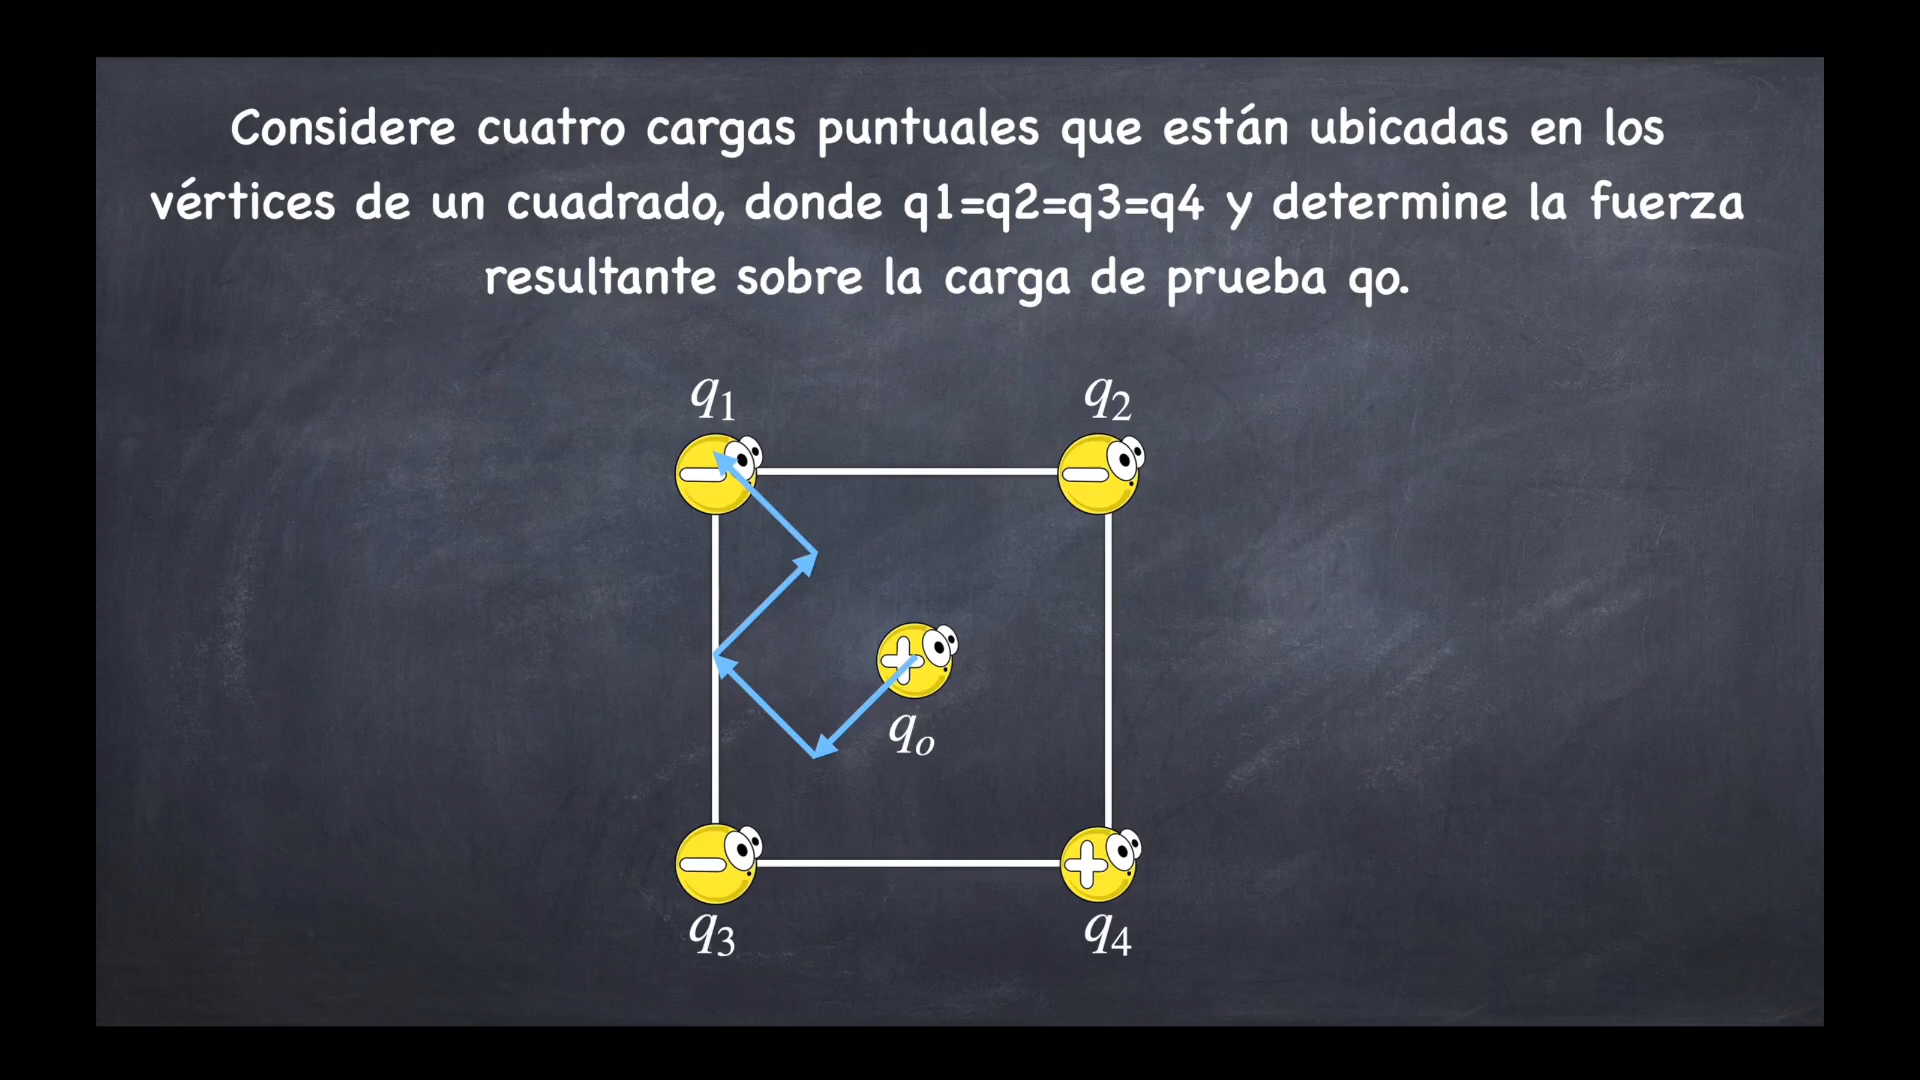 Considere cuatro cargas puntuales que están ubicadas en los
vértices de un cuadrado, donde q1=q2=q3=q4 y determine la fuerza
resultante sobre la carga de prueba qo.
q1 q2
qo
q3 q4